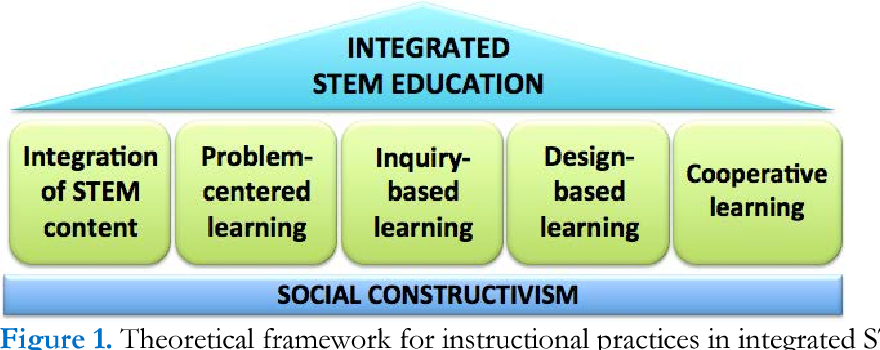 INTEGRATED
STEM EDUCATION
Integration
of STEM
content
Problem-
centered
learning
Inquiry-
based
learning
Design-
based
learning
Cooperative
learning
SOCIAL CONSTRUCTIVISM
Figure 1. Theoretical framework for instructional practices in integrated ST